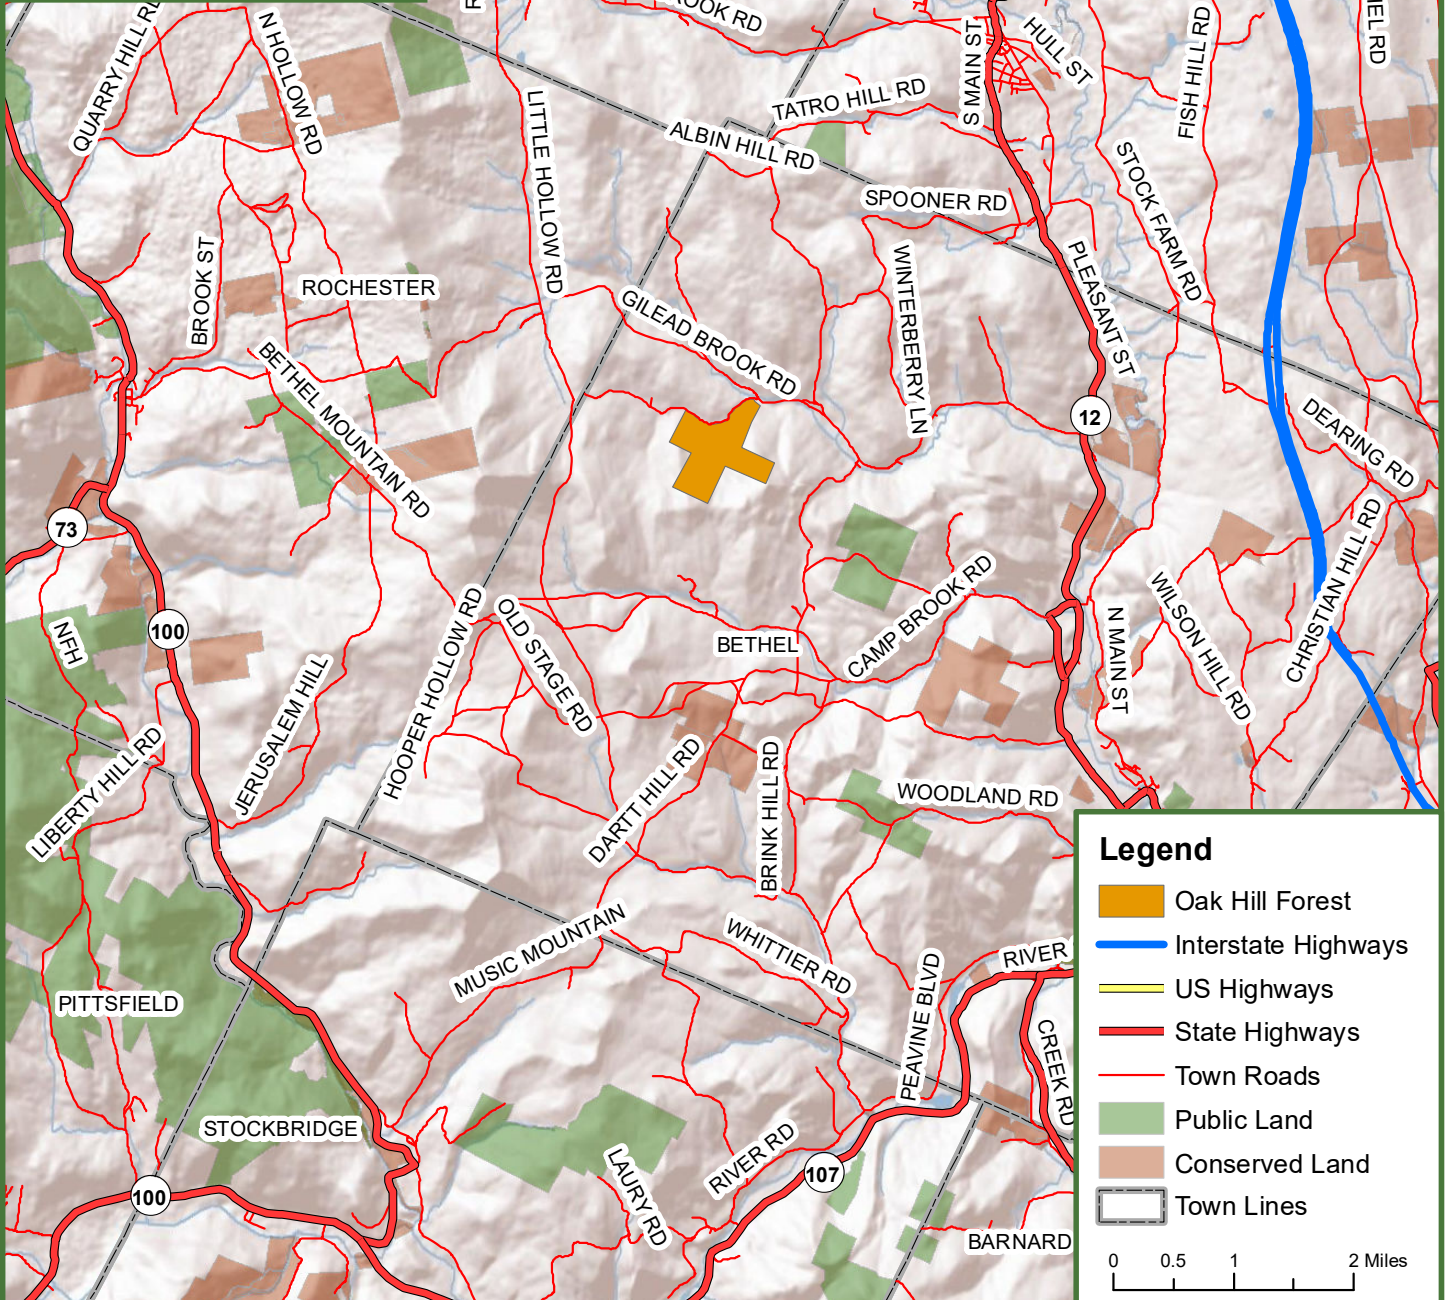 QUARRY HILL RD
N HOLLOW RD
OOK RD
S MAIN ST
HULL ST
FISH HILL RD
EL RD
LITTLE HOLLOW RD
TATRO HILL RD
ALBIN HILL RD
STOCK FARM RD
SPOONER RD
BROOK ST
ROCHESTER
GILEAD BROOK RD
WINTERBERRY LN
PLEASANT ST
BETHEL MOUNTAIN RD
12
DEARING RD
73
CHRISTIAN HILL RD
100
NFH
HOOPER HOLLOW RD
OLD STAGE RD
BETHEL
CAMP BROOK RD
N MAIN ST
WILSON HILL RD
JERUSALEM HILL
LIBERTY HILL RD
DARTT HILL RD
BRINK HILL RD
WOODLAND RD
MUSIC MOUNTAIN
WHITTIER RD
PEAVINE BLVD
RIVER
PITTSFIELD
CREEK RD
STOCKBRIDGE
LAURY RD
RIVER RD
107
100
BARNARD
Legend
Oak Hill Forest
Interstate Highways
US Highways
State Highways
Town Roads
Public Land
Conserved Land
Town Lines
0 0.5 1 2 Miles